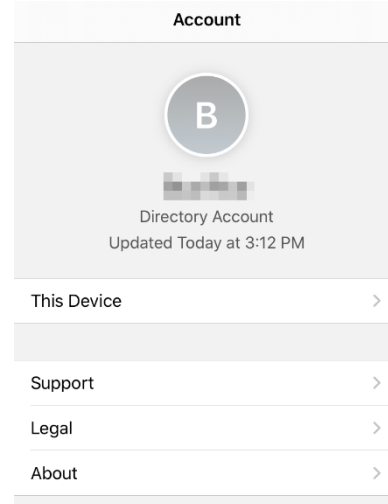 Account
B
Directory Account
Updated Today at 3:12 PM
This Device
Support
Legal
About